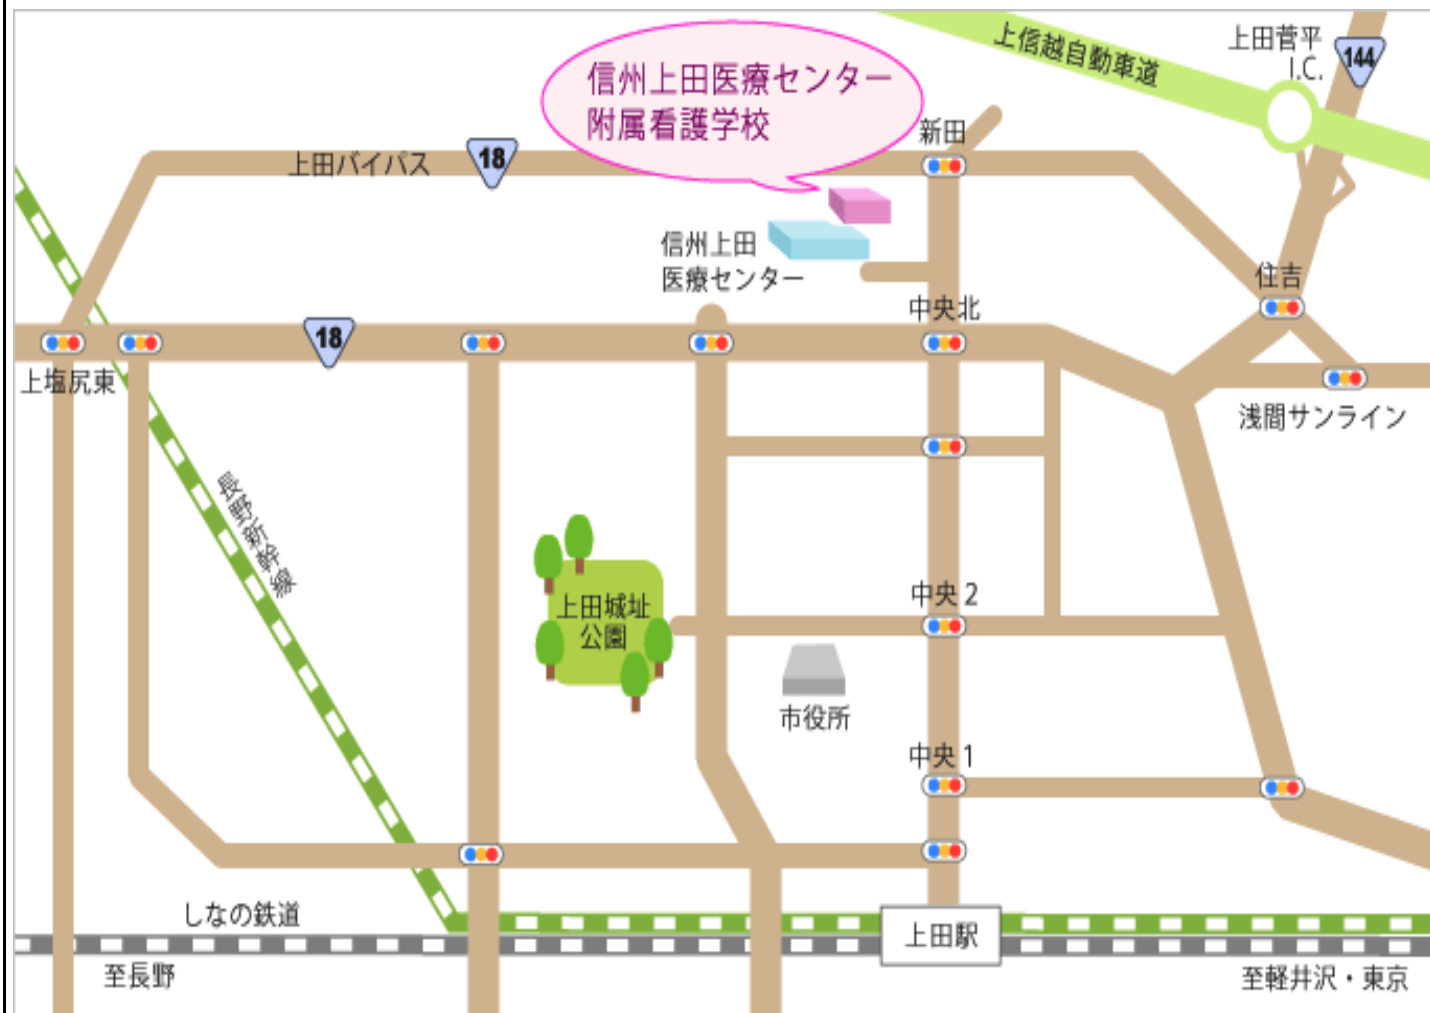 上信越自動車道
上田菅平
I.C.
144
信州上田医療センター
附属看護学校
新田
上田バイパス
18
信州上田
医療センター
住吉
中央北
18
上塩尻東
浅間サンライン
長野新幹線
上田城址
公園
中央 2
市役所
中央 1
しなの鉄道
上田駅
至長野
至軽井沢・東京